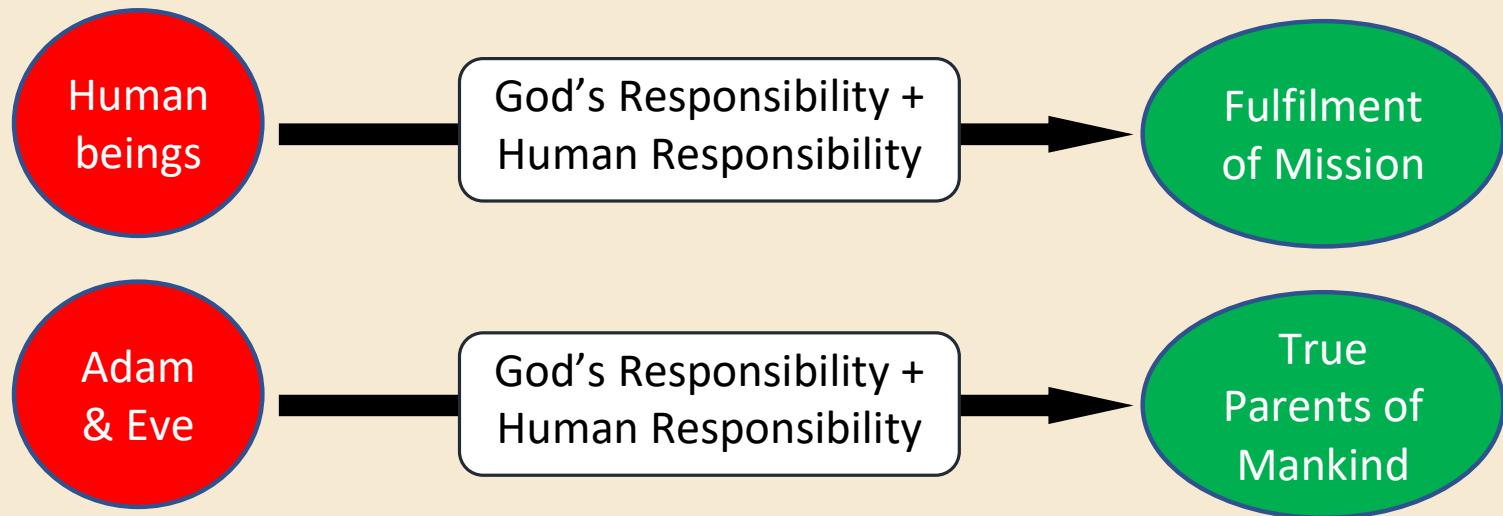 Human
beings
God’s Responsibility +
Human Responsibility
Fulfilment
of Mission
Adam
& Eve
God’s Responsibility +
Human Responsibility
True
Parents of
Mankind